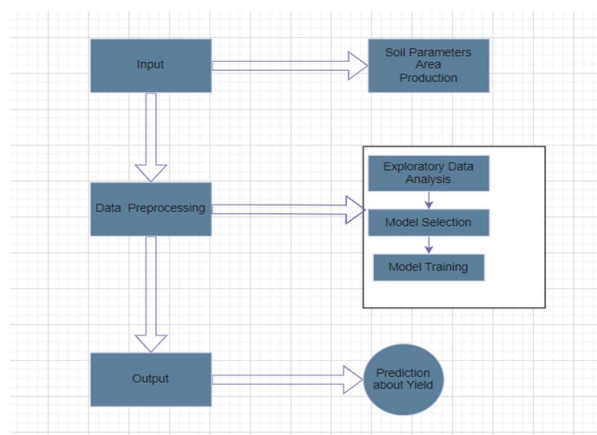 Input
Soil Parameters
Area
Production
Data Preprocessing
Exploratory Data
Analysis
Model Selection
Model Training
Output
Prediction
about Yield